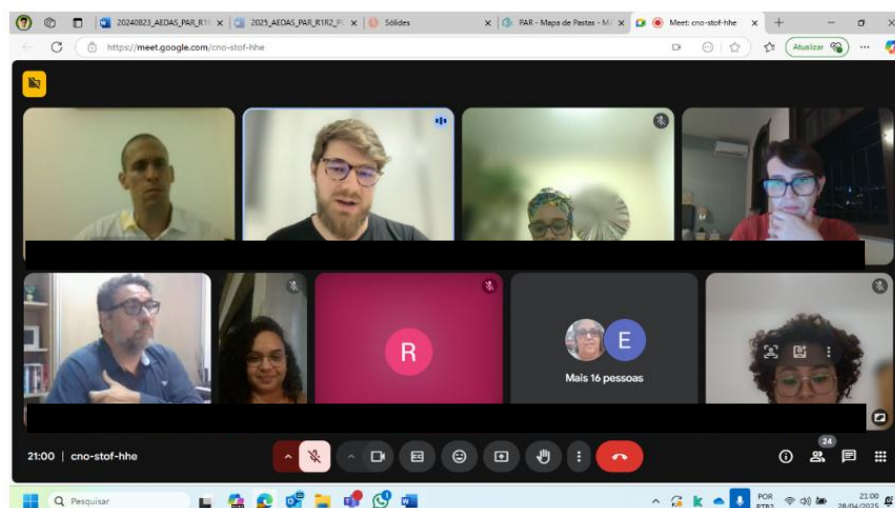 20240823_AEDAS_PAR_R1
2025_AEDAS_PAR_R1R2_P
Sólides
PAR - Mapa de Pastas - M
Meet: cno-stof-hhe
https://meet.google.com/cno-stof-hhe
Atualizar
R
E
Mais 16 pessoas
21:00 | cno-stof-hhe
24
Pesquisar
POR
21:00
28/04/2025